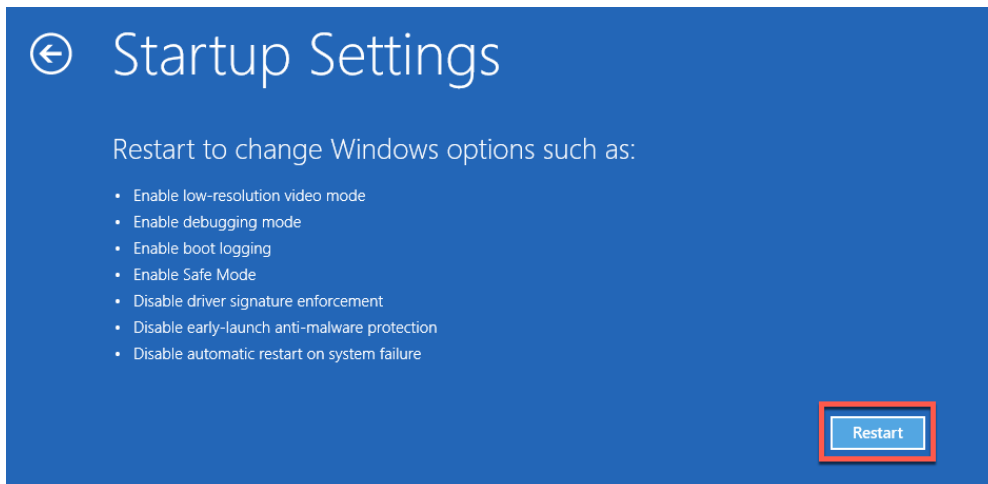 Startup Settings
Restart to change Windows options such as:
• Enable low-resolution video mode
• Enable debugging mode
• Enable boot logging
• Enable Safe Mode
• Disable driver signature enforcement
• Disable early-launch anti-malware protection
• Disable automatic restart on system failure
Restart